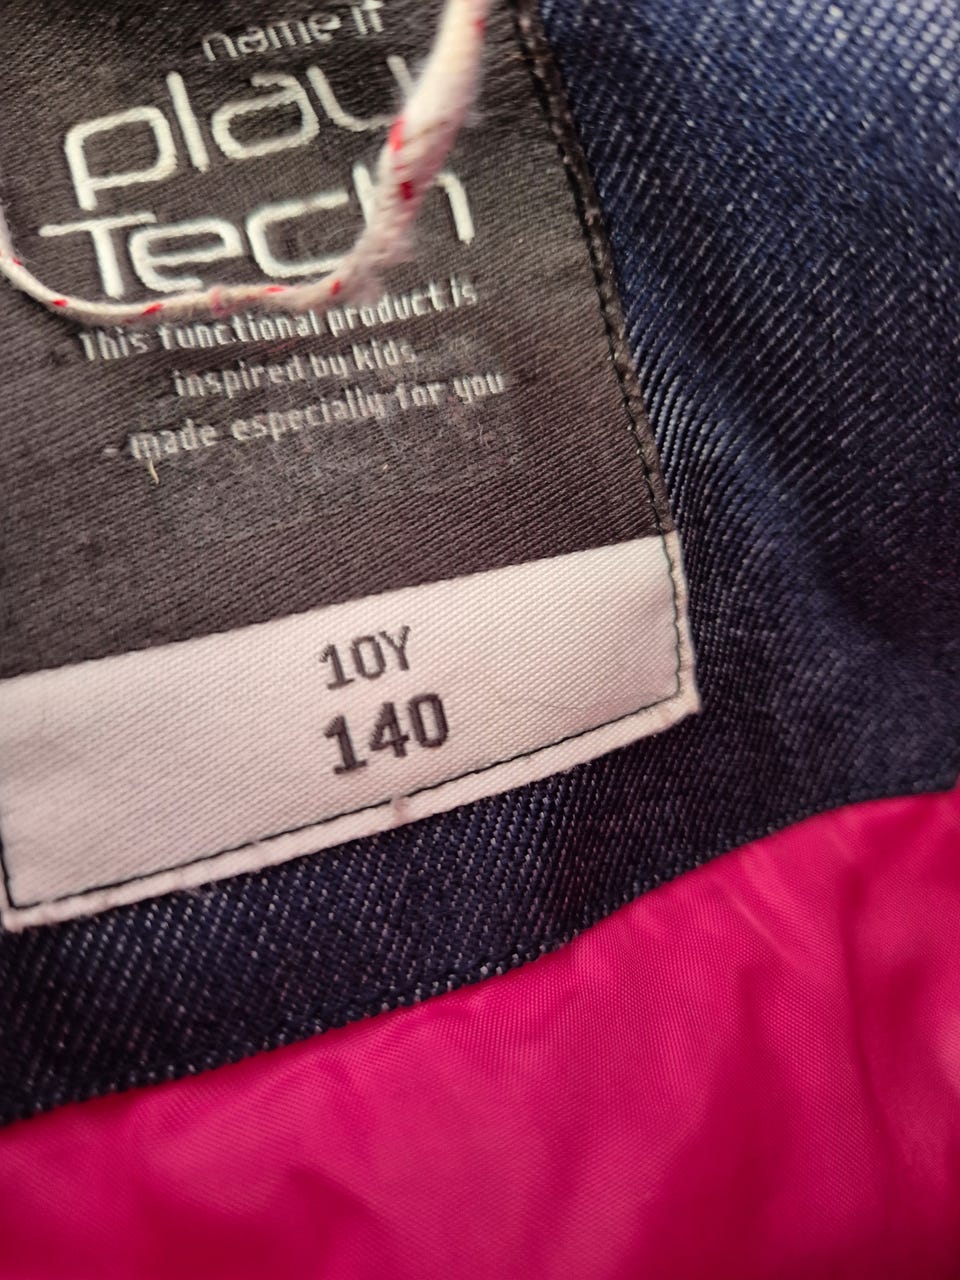 name it
play
Tech
This functional product is
inspired by kids
- made especially for you
10Y
140